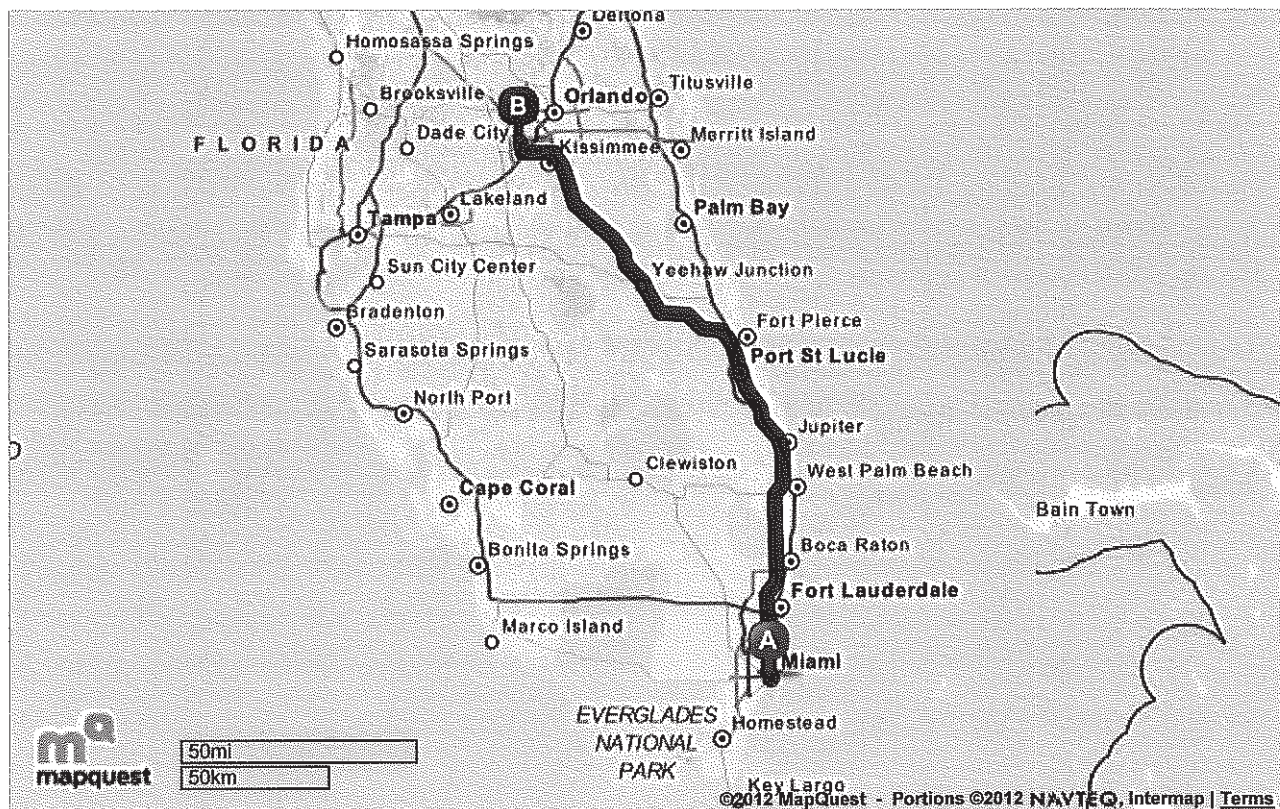 Deltona
Homosassa Springs
Titusville
Brooksville
B
Orlando
FLORIDA
Dade City
Merritt Island
Kissimmee
Lakeland
Tampa
Palm Bay
Sun City Center
Yeehaw Junction
Bradenton
Fort Pierce
Sarasota Springs
Port St Lucie
North Port
Jupiter
Clewiston
West Palm Beach
Cape Coral
Bain Town
Bonita Springs
Boca Raton
Fort Lauderdale
Marco Island
A
Miami
EVERGLADES
NATIONAL
PARK
Homestead
mq
mapquest
50mi
50km
Key Largo
©2012 MapQuest - Portions ©2012 NAVTEQ, Intermap | Terms